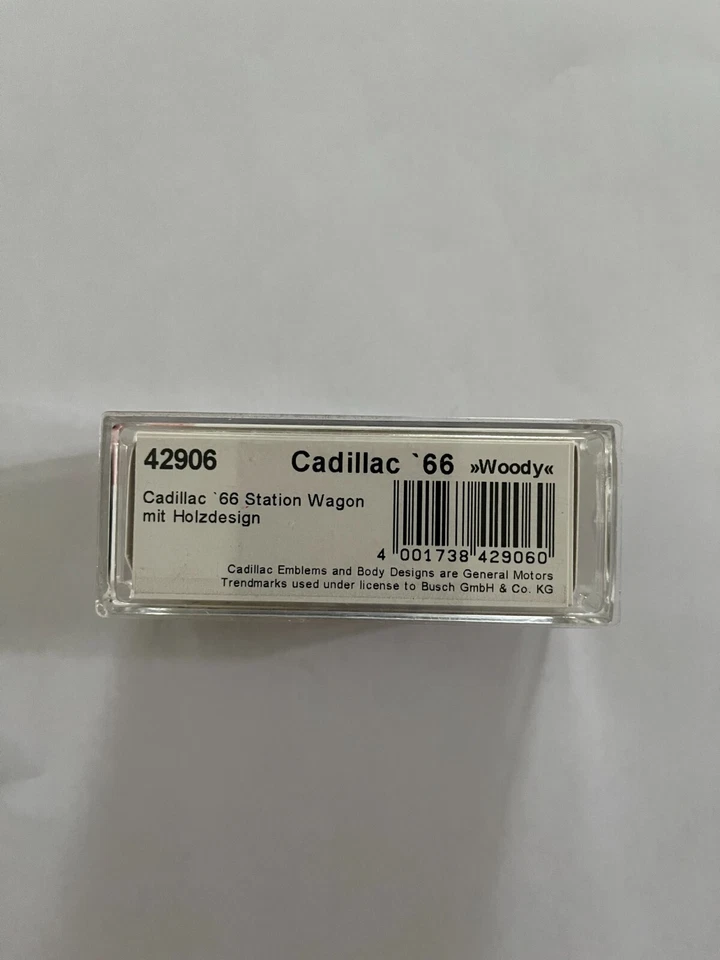 42906 Cadillac `66 »Woody«
Cadillac `66 Station Wagon
mit Holzdesign
4 001738 429060
Cadillac Emblems and Body Designs are General Motors
Trendmarks used under license to Busch GmbH & Co. KG